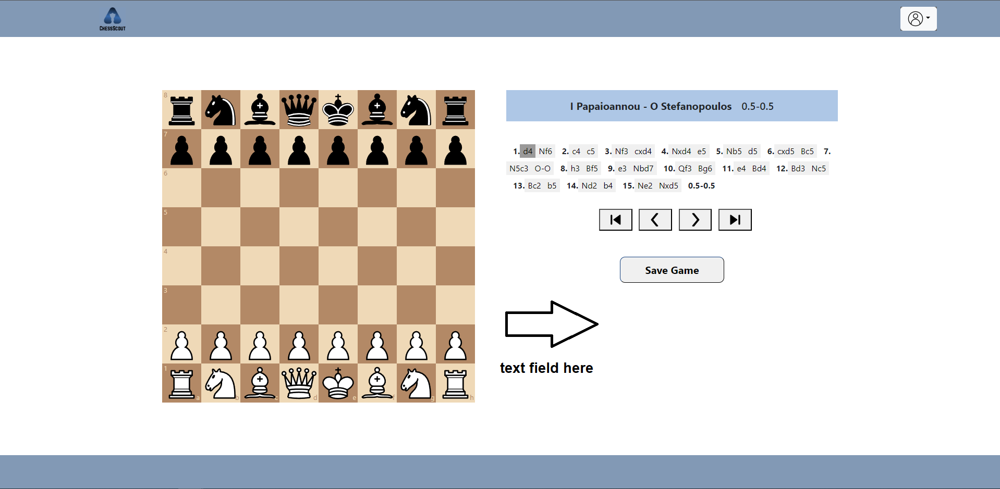 CHESSSCOUT
8
7
6
5
4
3
2
1
a b c d e f g h
I Papaioannou - O Stefanopoulos 0.5-0.5
1. d4 Nf6 2. c4 c5 3. Nf3 cxd4 4. Nxd4 e5 5. Nb5 d5 6. cxd5 Bc5 7.
N5c3 O-O 8. h3 Bf5 9. e3 Nbd7 10. Qf3 Bg6 11. e4 Bd4 12. Bd3 Nc5
13. Bc2 b5 14. Nd2 b4 15. Ne2 Nxd5 0.5-0.5
Save Game
text field here